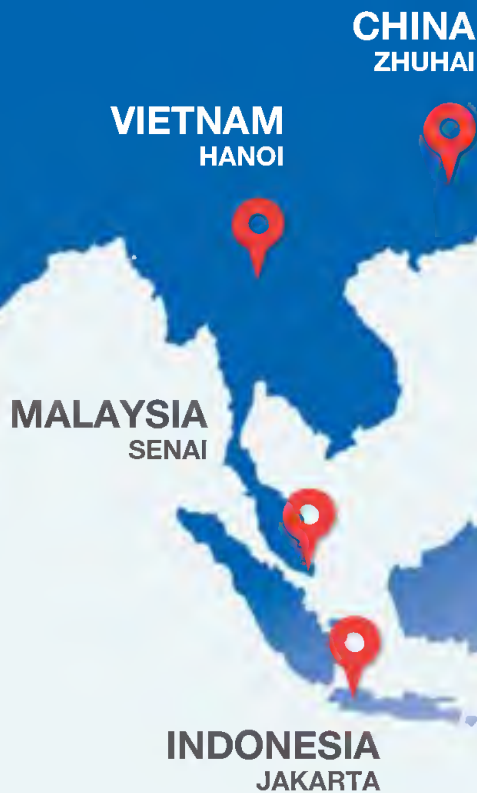 CHINA
ZHUHAI
VIETNAM
HANOI
MALAYSIA
SENAI
INDONESIA
JAKARTA